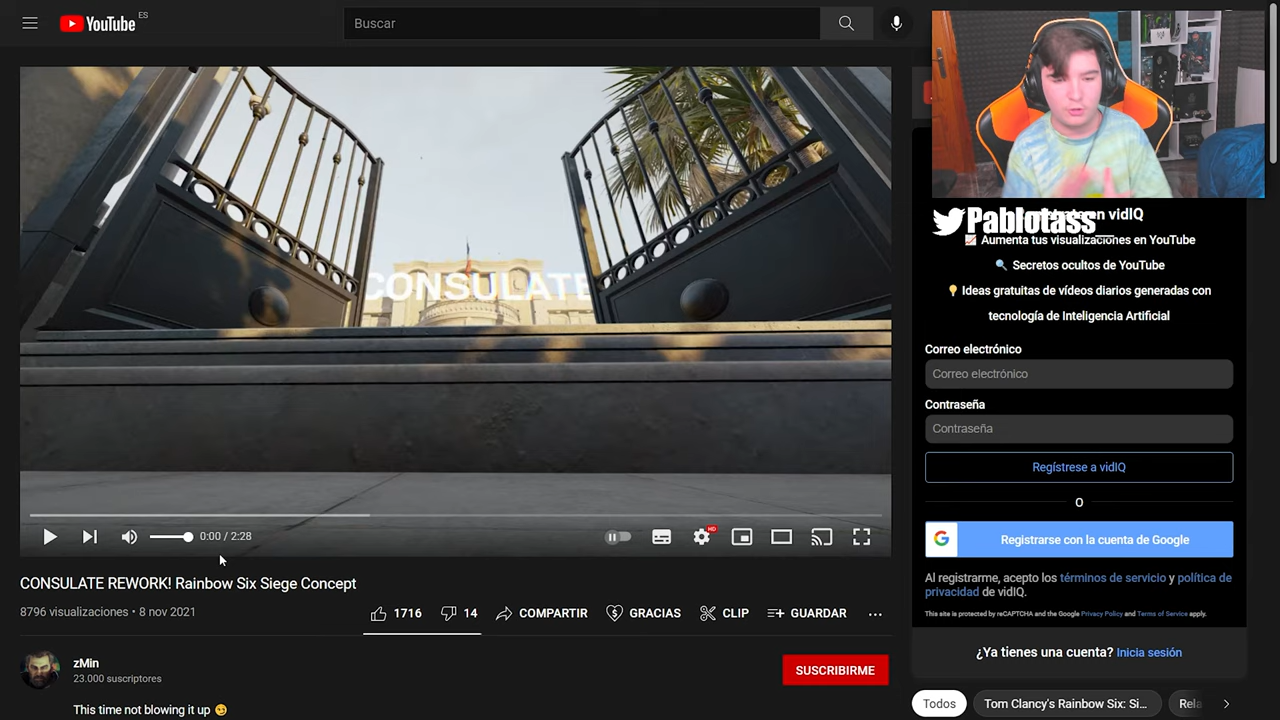 YouTube ES
Buscar
CONSULATE
0:00 / 2:28
HD
CONSULATE REWORK! Rainbow Six Siege Concept
8796 visualizaciones • 8 nov 2021
1716
14
COMPARTIR
GRACIAS
CLIP
GUARDAR
zMin
23.000 suscriptores
SUSCRIBIRME
This time not blowing it up 😉
Pablotass_
en vidIQ
📈 Aumenta tus visualizaciones en YouTube
🔍 Secretos ocultos de YouTube
💡 Ideas gratuitas de vídeos diarios generadas con
tecnología de Inteligencia Artificial
Correo electrónico
Correo electrónico
Contraseña
Contraseña
Regístrese a vidIQ
O
Registrarse con la cuenta de Google
Al registrarme, acepto los términos de servicio y política de
privacidad de vidIQ.
This site is protected by reCAPTCHA and the Google Privacy Policy and Terms of Service apply.
¿Ya tienes una cuenta? Inicia sesión
Todos
Tom Clancy's Rainbow Six: Si...
Rela